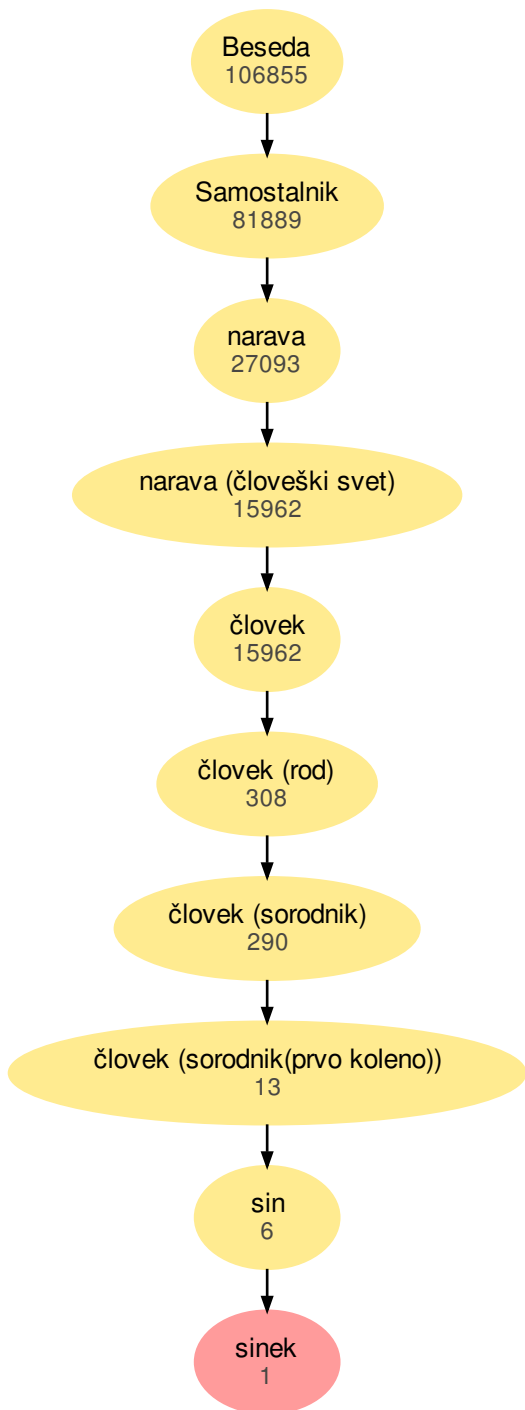 Beseda
106855
Samostalnik
81889
narava
27093
narava (človeški svet)
15962
človek
15962
človek (rod)
308
človek (sorodnik)
290
človek (sorodnik(prvo koleno))
13
sin
6
sinek
1